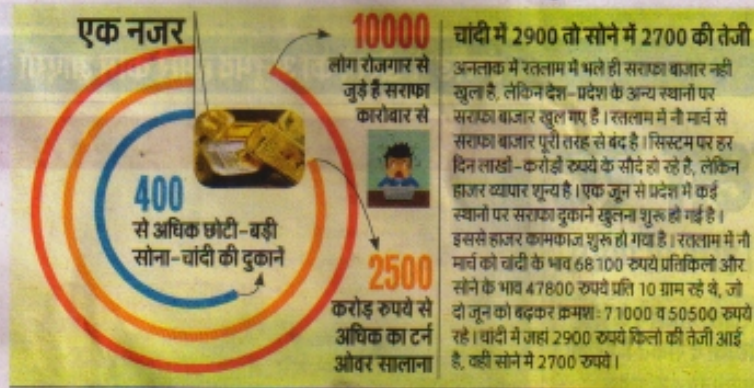 एक नजर
10000
लोग रोजगार से
जुड़े हैं सराफा
कारोबार से
400
से अधिक छोटी-बड़ी
सोना-चांदी की दुकानें
2500
करोड़ रुपये से
अधिक का टर्न
ओवर सालाना
चांदी में 2900 तो सोने में 2700 की तेजी
अनलाक में रतलाम में भले ही सराफा बाजार नहीं
खुला है, लेकिन देश-प्रदेश के अन्य स्थानों पर
सराफा बाजार खुल गए हैं। रतलाम में नौ मार्च से
सराफा बाजार पूरी तरह से बंद है। सिस्टम पर हर
दिन लाखों-करोड़ों रुपये के सौदे हो रहे है, लेकिन
हाजर व्यापार शून्य है। एक जून से प्रदेश में कई
स्थानों पर सराफा दुकानें खुलना शुरू हो गई है।
इससे हाजर कामकाज शुरू हो गया है। रतलाम में नौ
मार्च को चांदी के भाव 68100 रुपये प्रतिकिलो और
सोने के भाव 47800 रुपये प्रति 10 ग्राम रहे थे, जो
दो जून को बढ़कर क्रमश: 71000 व 50500 रुपये
रहे। चांदी में जहां 2900 रुपये किलो की तेजी आई
है, वही सोने में 2700 रुपये।